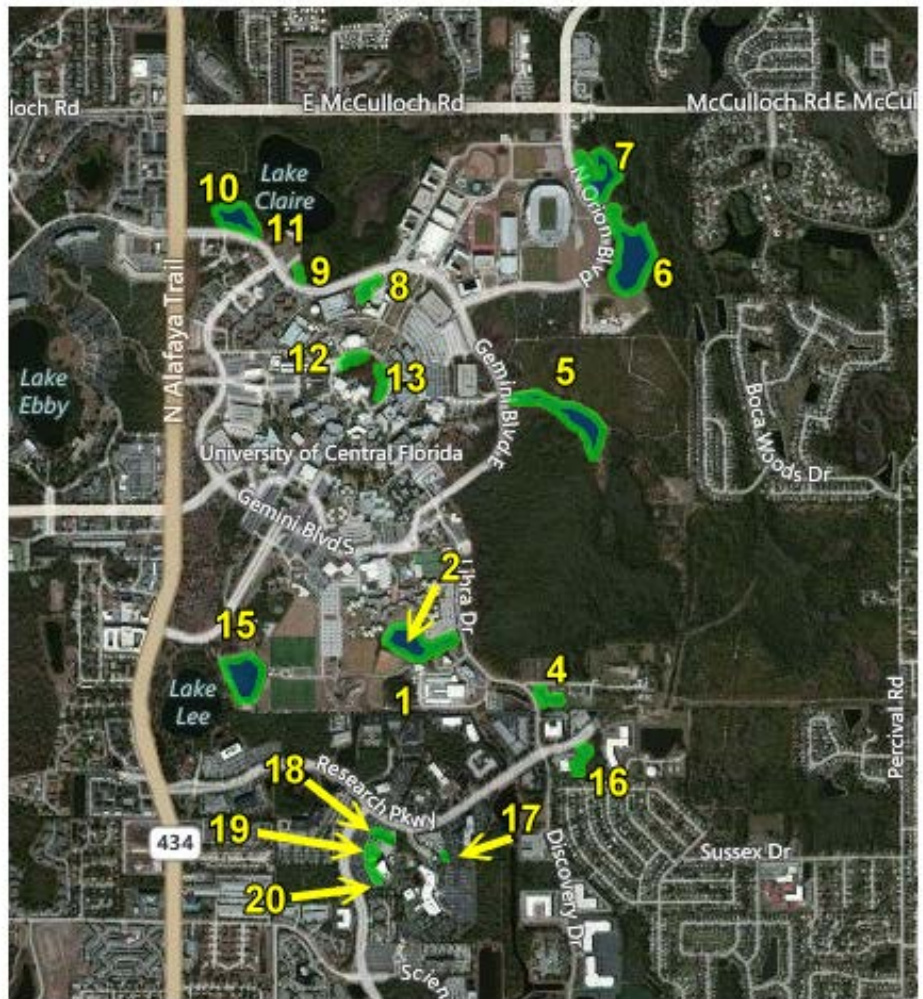 lloch Rd
E McCulloch Rd
McCulloch Rd E McCu
7
Lake
Claire
10
11
N Orion Blvd
9
8
6
N Alafaya Trail
12
13
Gemini Blvd E
5
Lake
Ebby
Boca Woods Dr
University of Central Florida
Gemini Blvd S
2
Libra Dr
15
4
Lake
Lee
1
Percival Rd
18
Research Pkwy
16
17
19
434
Sussex Dr
20
Discovery Dr
Scien